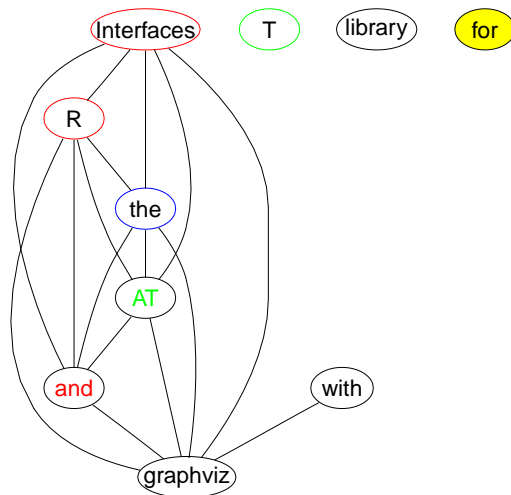 Interfaces T library for
R
the
AT
and with
graphviz